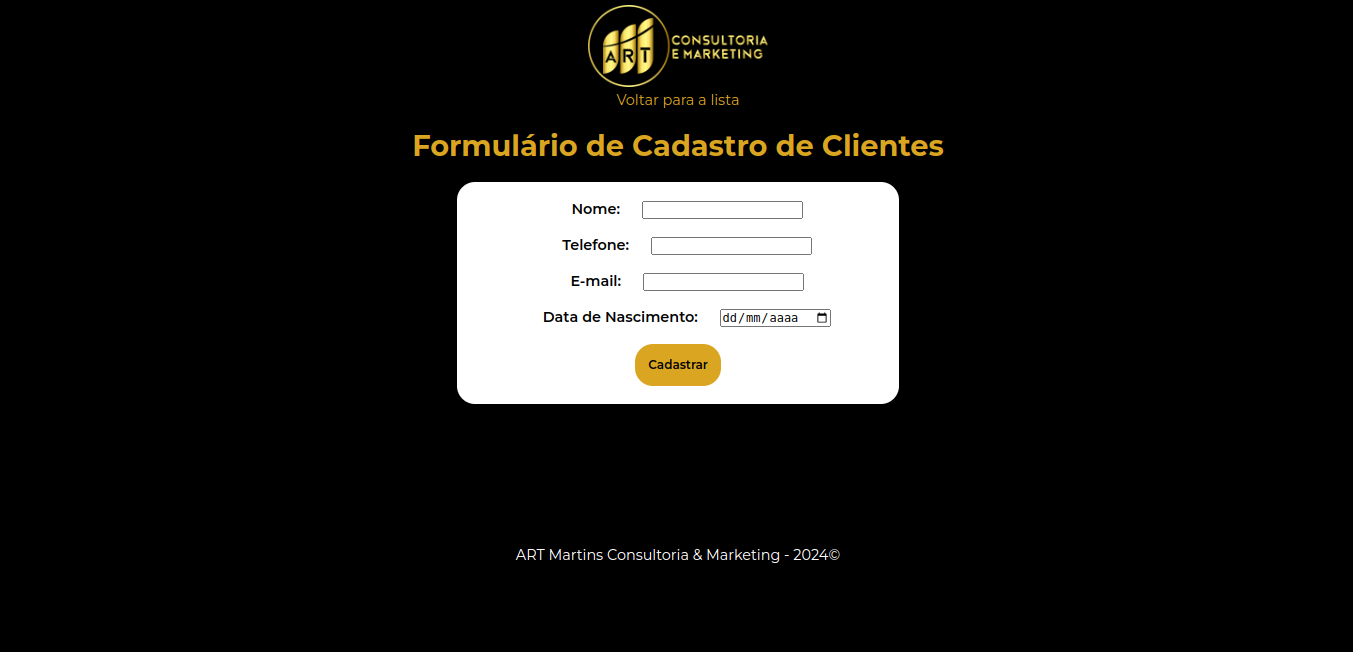 ART
CONSULTORIA
E MARKETING
Voltar para a lista
Formulário de Cadastro de Clientes
Nome:
Telefone:
E-mail:
Data de Nascimento: dd/mm/aaaa
Cadastrar
ART Martins Consultoria & Marketing - 2024©